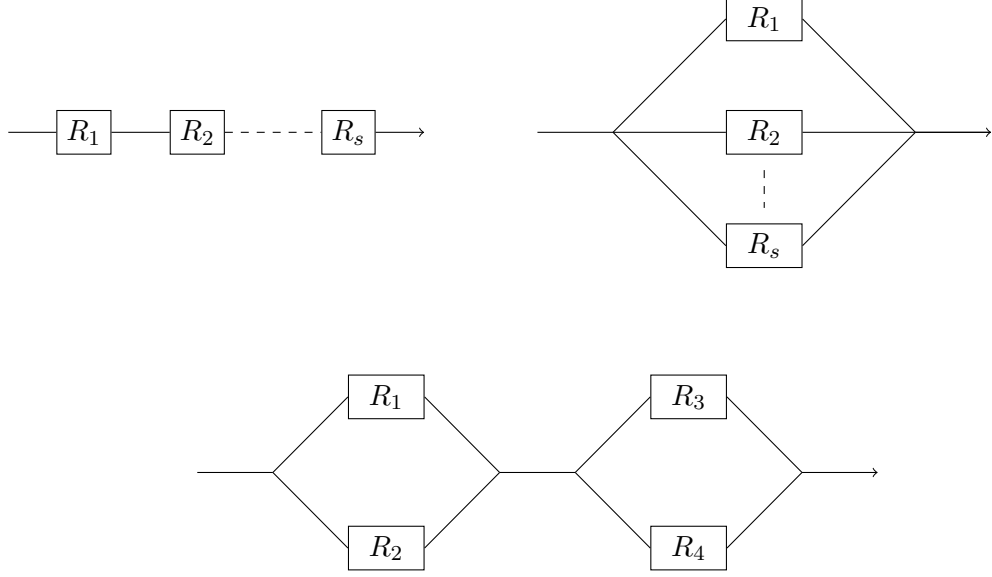 R₁
R₁ R₂ Rₛ
R₂
Rₛ
R₁ R₃
R₂ R₄